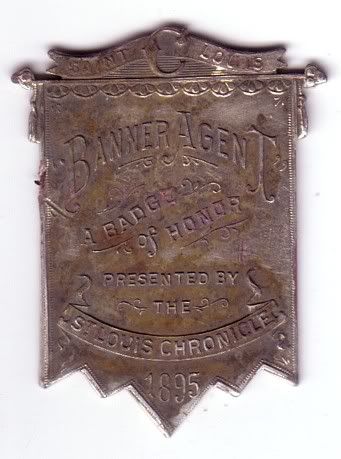 SAINT LOUIS
"BANNER AGENT"
A BADGE
of HONOR
PRESENTED BY
THE
ST LOUIS CHRONICLE
1895